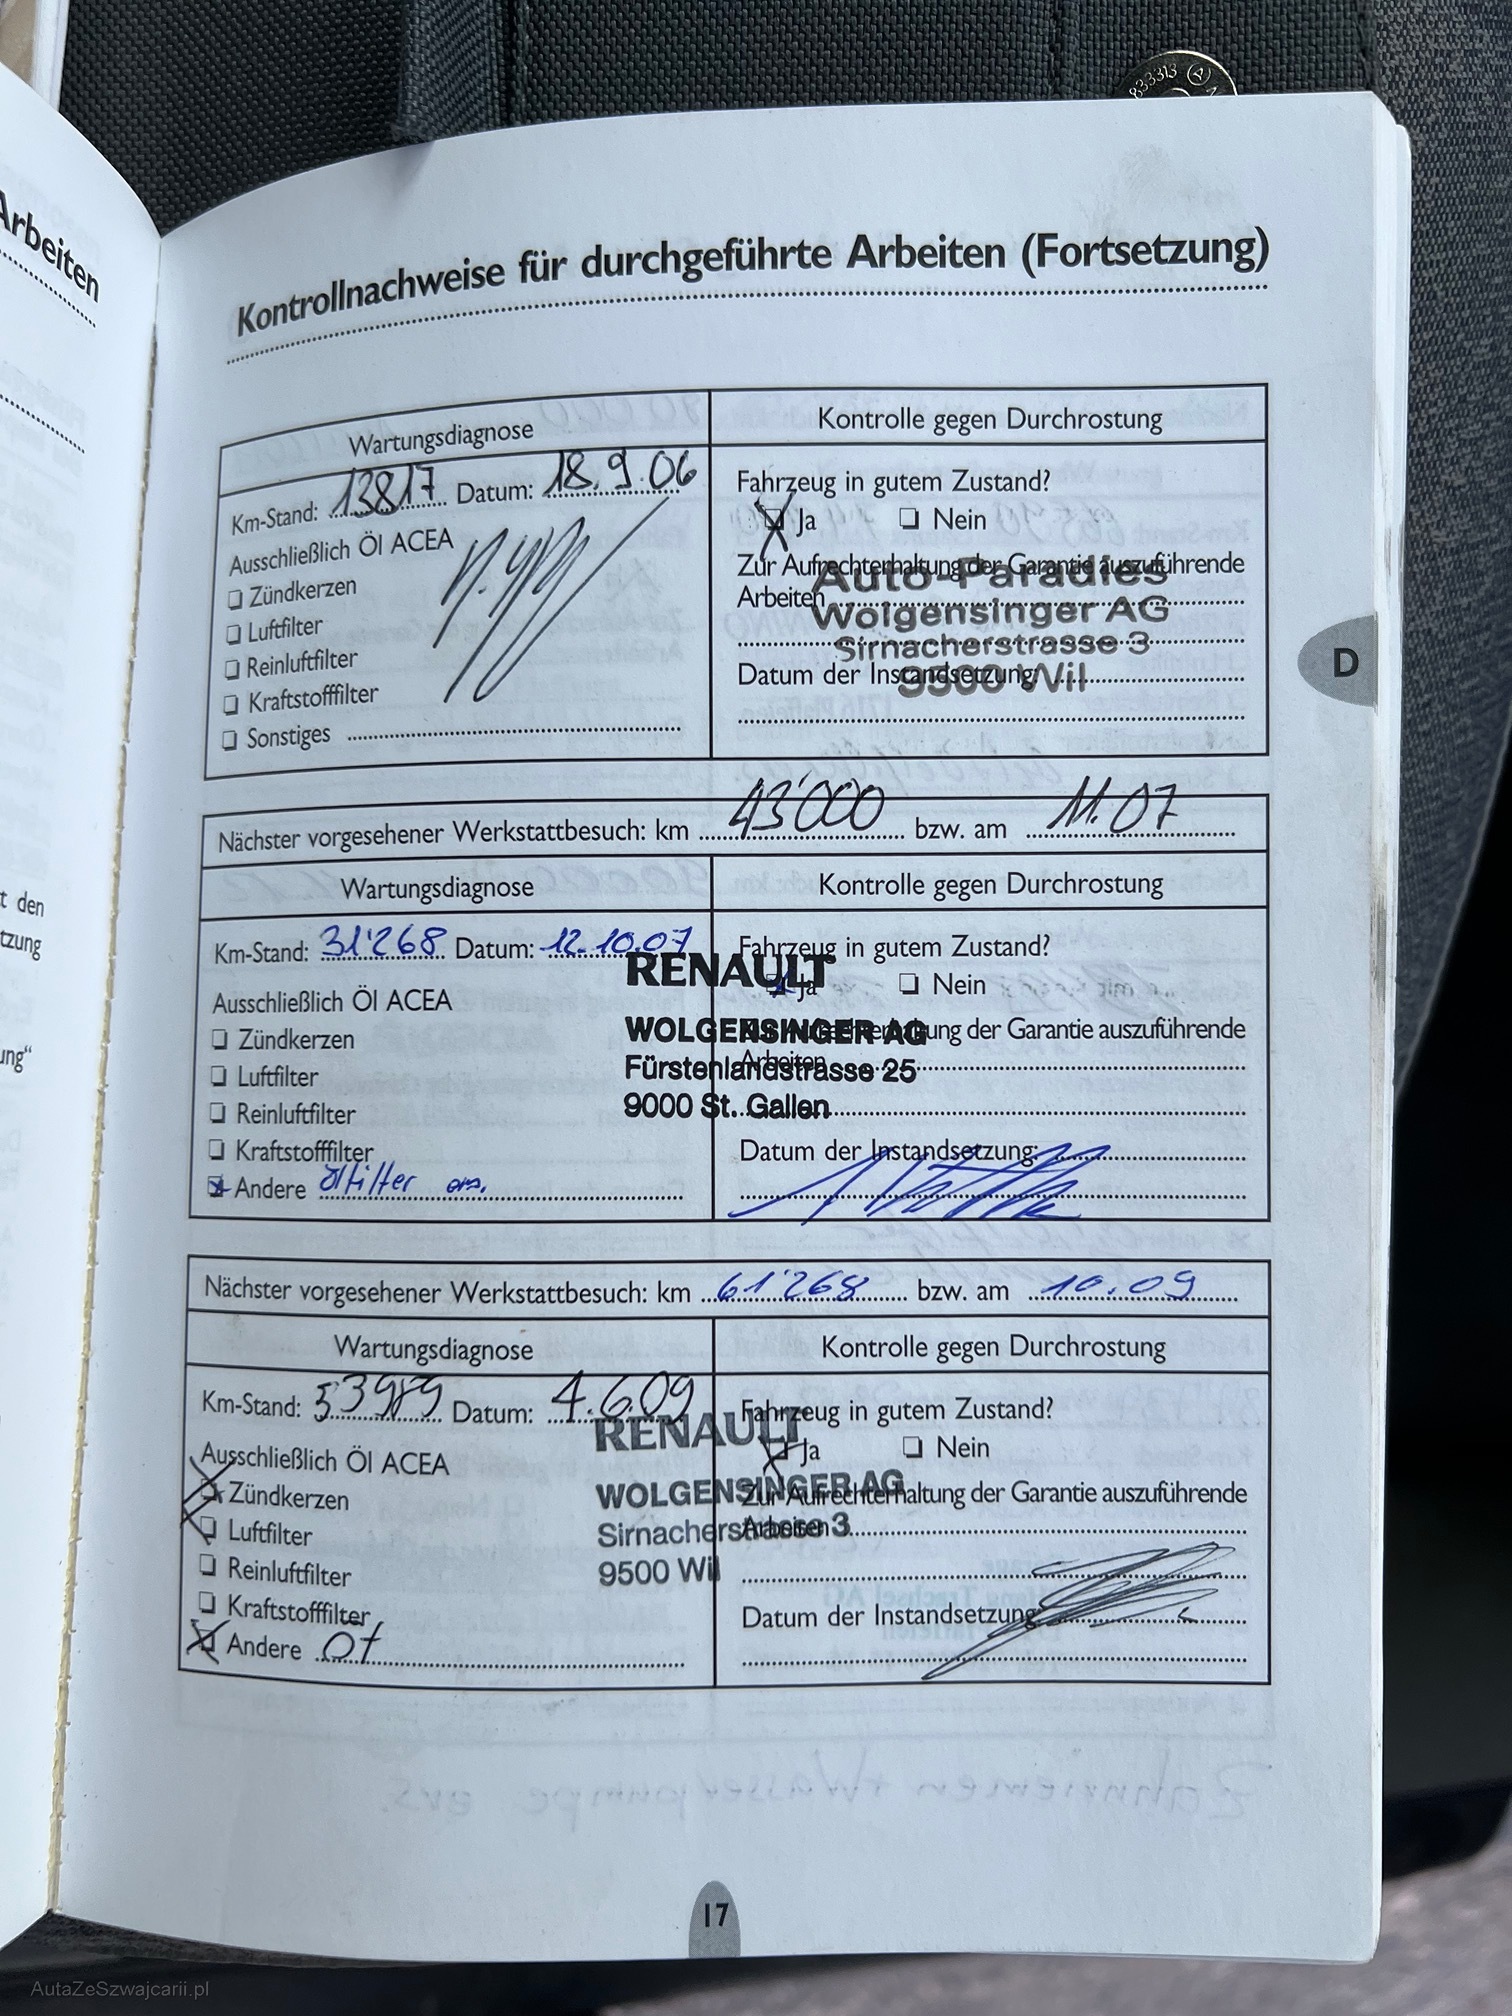 Arbeiten
t den
tzung
ung“
833313 (A)
Kontrollnachweise für durchgeführte Arbeiten (Fortsetzung)
Wartungsdiagnose
Km-Stand: 13817 Datum: 18.9.06
Ausschließlich Öl ACEA
❏ Zündkerzen
❏ Luftfilter
❏ Reinluftfilter
❏ Kraftstofffilter
❏ Sonstiges
Kontrolle gegen Durchrostung
Fahrzeug in gutem Zustand?
Ja ❏ Nein
Zur Aufrechterhaltung der Garantie auszuführende
Arbeiten
Auto-Paradies
Wolgensinger AG
Sirnacherstrasse 3
9500 Wil
Datum der Instandsetzung:
D
Nächster vorgesehener Werkstattbesuch: km 43'000 bzw. am 11.07
Wartungsdiagnose
Km-Stand: 31'268 Datum: 12.10.07
Ausschließlich Öl ACEA
❏ Zündkerzen
❏ Luftfilter
❏ Reinluftfilter
❏ Kraftstofffilter
Andere Ölfilter ers.
Kontrolle gegen Durchrostung
Fahrzeug in gutem Zustand?
Ja ❏ Nein
Zur Aufrechterhaltung der Garantie auszuführende
Arbeiten
RENAULT
WOLGENSINGER AG
Fürstenlandstrasse 25
9000 St. Gallen
Datum der Instandsetzung:
Nächster vorgesehener Werkstattbesuch: km 61'268 bzw. am 10.09
Wartungsdiagnose
Km-Stand: 53989 Datum: 4.6.09
Ausschließlich Öl ACEA
Zündkerzen
Luftfilter
❏ Reinluftfilter
❏ Kraftstofffilter
Andere
Kontrolle gegen Durchrostung
Fahrzeug in gutem Zustand?
Ja ❏ Nein
Zur Aufrechterhaltung der Garantie auszuführende
Arbeiten
RENAULT
WOLGENSINGER AG
Sirnacherstrasse 3
9500 Wil
Datum der Instandsetzung:
17
AutaZeSzwajcarii.pl